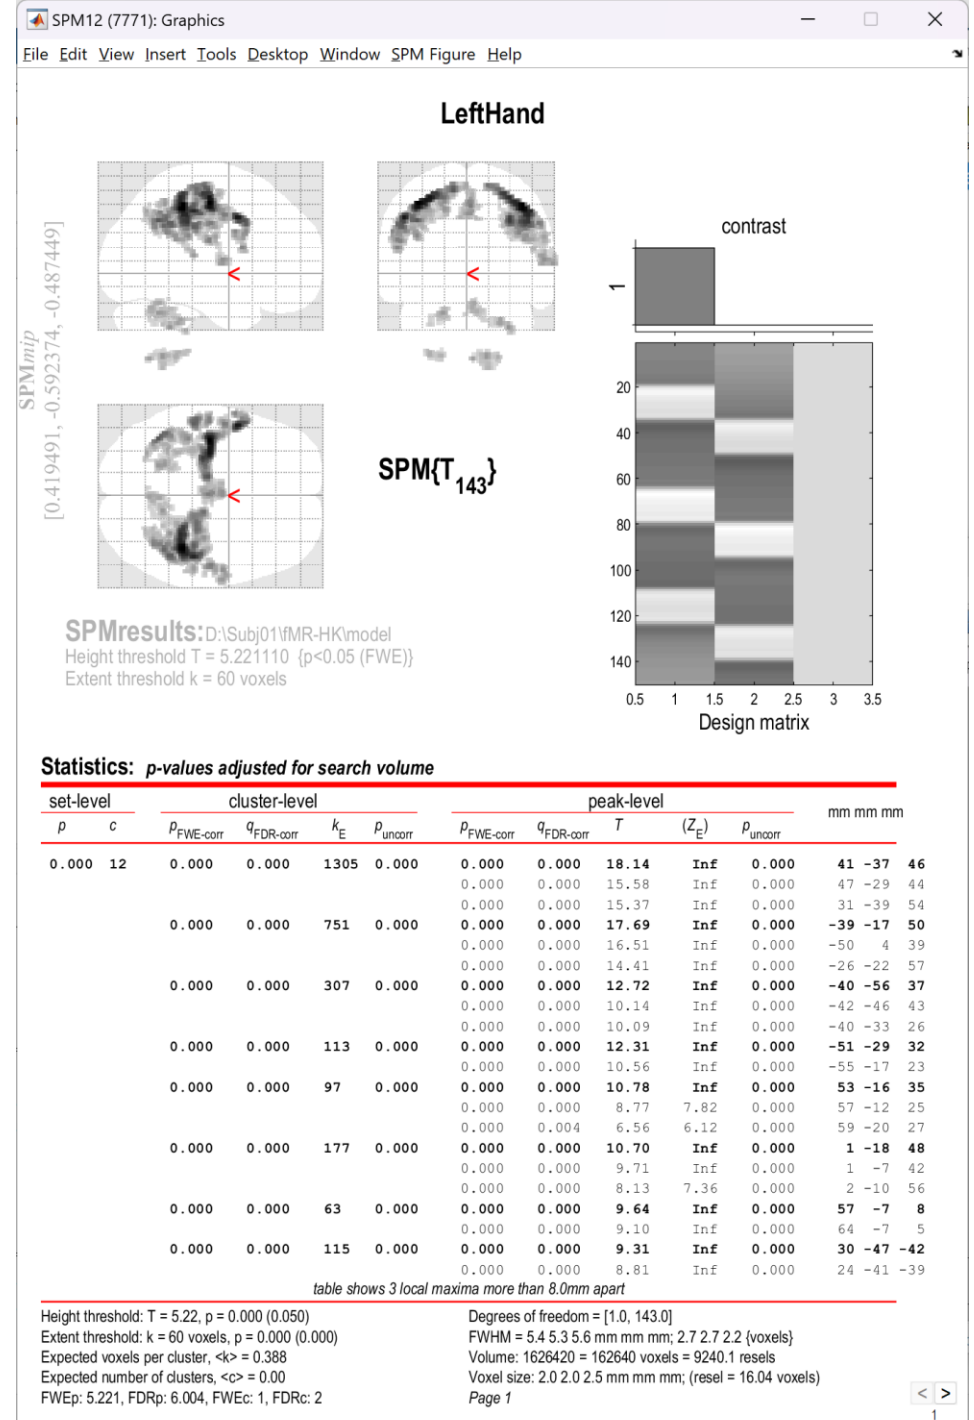 SPM12 (7771): Graphics
File Edit View Insert Tools Desktop Window SPM Figure Help
LeftHand
SPMmip
[0.419491, -0.592374, -0.487449]
<
<
<
SPM{T143}
contrast
1
20
40
60
80
100
120
140
0.5 1 1.5 2 2.5 3 3.5
Design matrix
SPMresults: D:\Subj01\fMR-HK\model
Height threshold T = 5.221110 {p<0.05 (FWE)}
Extent threshold k = 60 voxels
Statistics: p-values adjusted for search volume
set-level cluster-level peak-level mm mm mm
p c pFWE-corr qFDR-corr kE puncorr pFWE-corr qFDR-corr T (ZE) puncorr
0.000 12 0.000 0.000 1305 0.000 0.000 0.000 18.14 Inf 0.000 41 -37 46
0.000 0.000 15.58 Inf 0.000 47 -29 44
0.000 0.000 15.37 Inf 0.000 31 -39 54
0.000 0.000 751 0.000 0.000 0.000 17.69 Inf 0.000 -39 -17 50
0.000 0.000 16.51 Inf 0.000 -50 4 39
0.000 0.000 14.41 Inf 0.000 -26 -22 57
0.000 0.000 307 0.000 0.000 0.000 12.72 Inf 0.000 -40 -56 37
0.000 0.000 10.14 Inf 0.000 -42 -46 43
0.000 0.000 10.09 Inf 0.000 -40 -33 26
0.000 0.000 113 0.000 0.000 0.000 12.31 Inf 0.000 -51 -29 32
0.000 0.000 10.56 Inf 0.000 -55 -17 23
0.000 0.000 97 0.000 0.000 0.000 10.78 Inf 0.000 53 -16 35
0.000 0.000 8.77 7.82 0.000 57 -12 25
0.000 0.004 6.56 6.12 0.000 59 -20 27
0.000 0.000 177 0.000 0.000 0.000 10.70 Inf 0.000 1 -18 48
0.000 0.000 9.71 Inf 0.000 1 -7 42
0.000 0.000 8.13 7.36 0.000 2 -10 56
0.000 0.000 63 0.000 0.000 0.000 9.64 Inf 0.000 57 -7 8
0.000 0.000 9.10 Inf 0.000 64 -7 5
0.000 0.000 115 0.000 0.000 0.000 9.31 Inf 0.000 30 -47 -42
0.000 0.000 8.81 Inf 0.000 24 -41 -39
table shows 3 local maxima more than 8.0mm apart
Height threshold: T = 5.22, p = 0.000 (0.050)
Extent threshold: k = 60 voxels, p = 0.000 (0.000)
Expected voxels per cluster, <k> = 0.388
Expected number of clusters, <c> = 0.00
FWEp: 5.221, FDRp: 6.004, FWEc: 1, FDRc: 2
Degrees of freedom = [1.0, 143.0]
FWHM = 5.4 5.3 5.6 mm mm mm; 2.7 2.7 2.2 {voxels}
Volume: 1626420 = 162640 voxels = 9240.1 resels
Voxel size: 2.0 2.0 2.5 mm mm mm; (resel = 16.04 voxels)
Page 1
< >
1